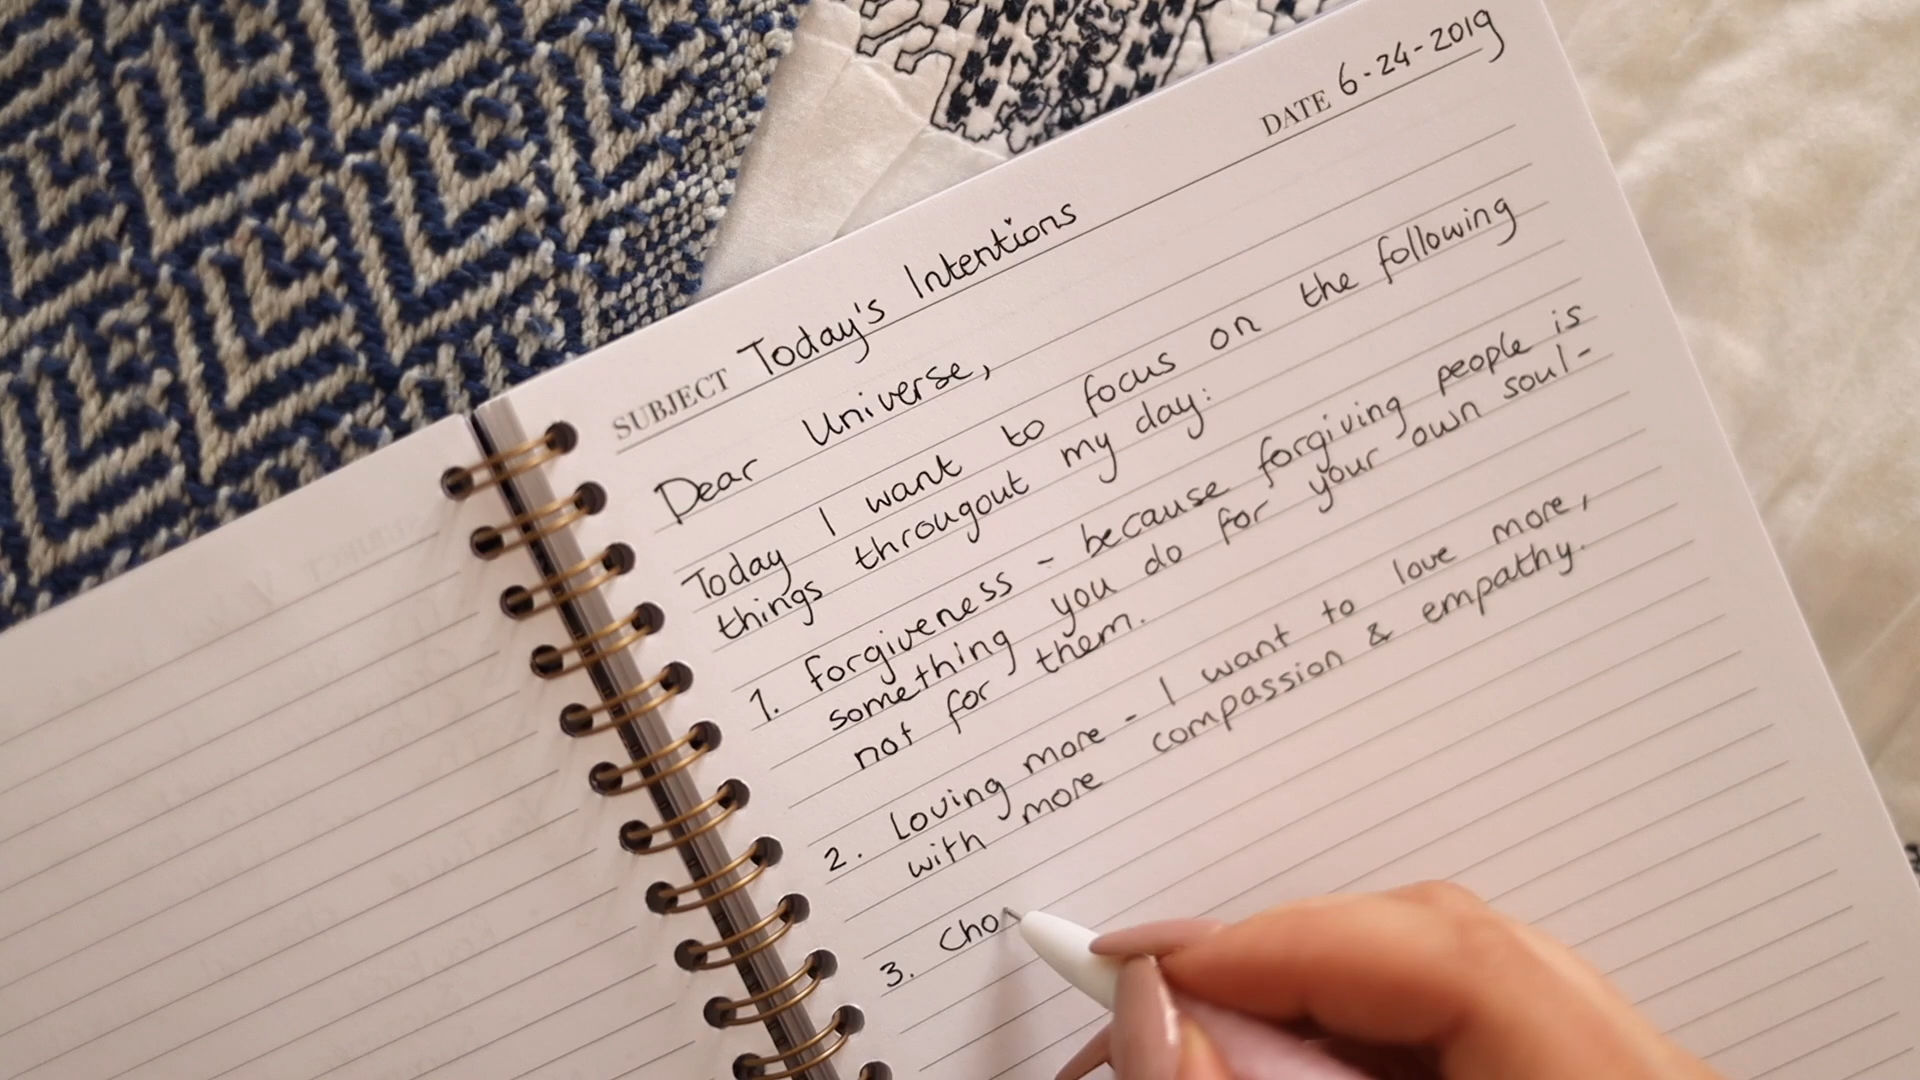 DATE 6-24-2019
SUBJECT Today's Intentions
Dear Universe,
Today I want to focus on the following
things througout my day:
1. forgiveness - because forgiving people is
something you do for your own soul -
not for them.
2. Loving more - I want to love more,
with more compassion & empathy.
3. Cho